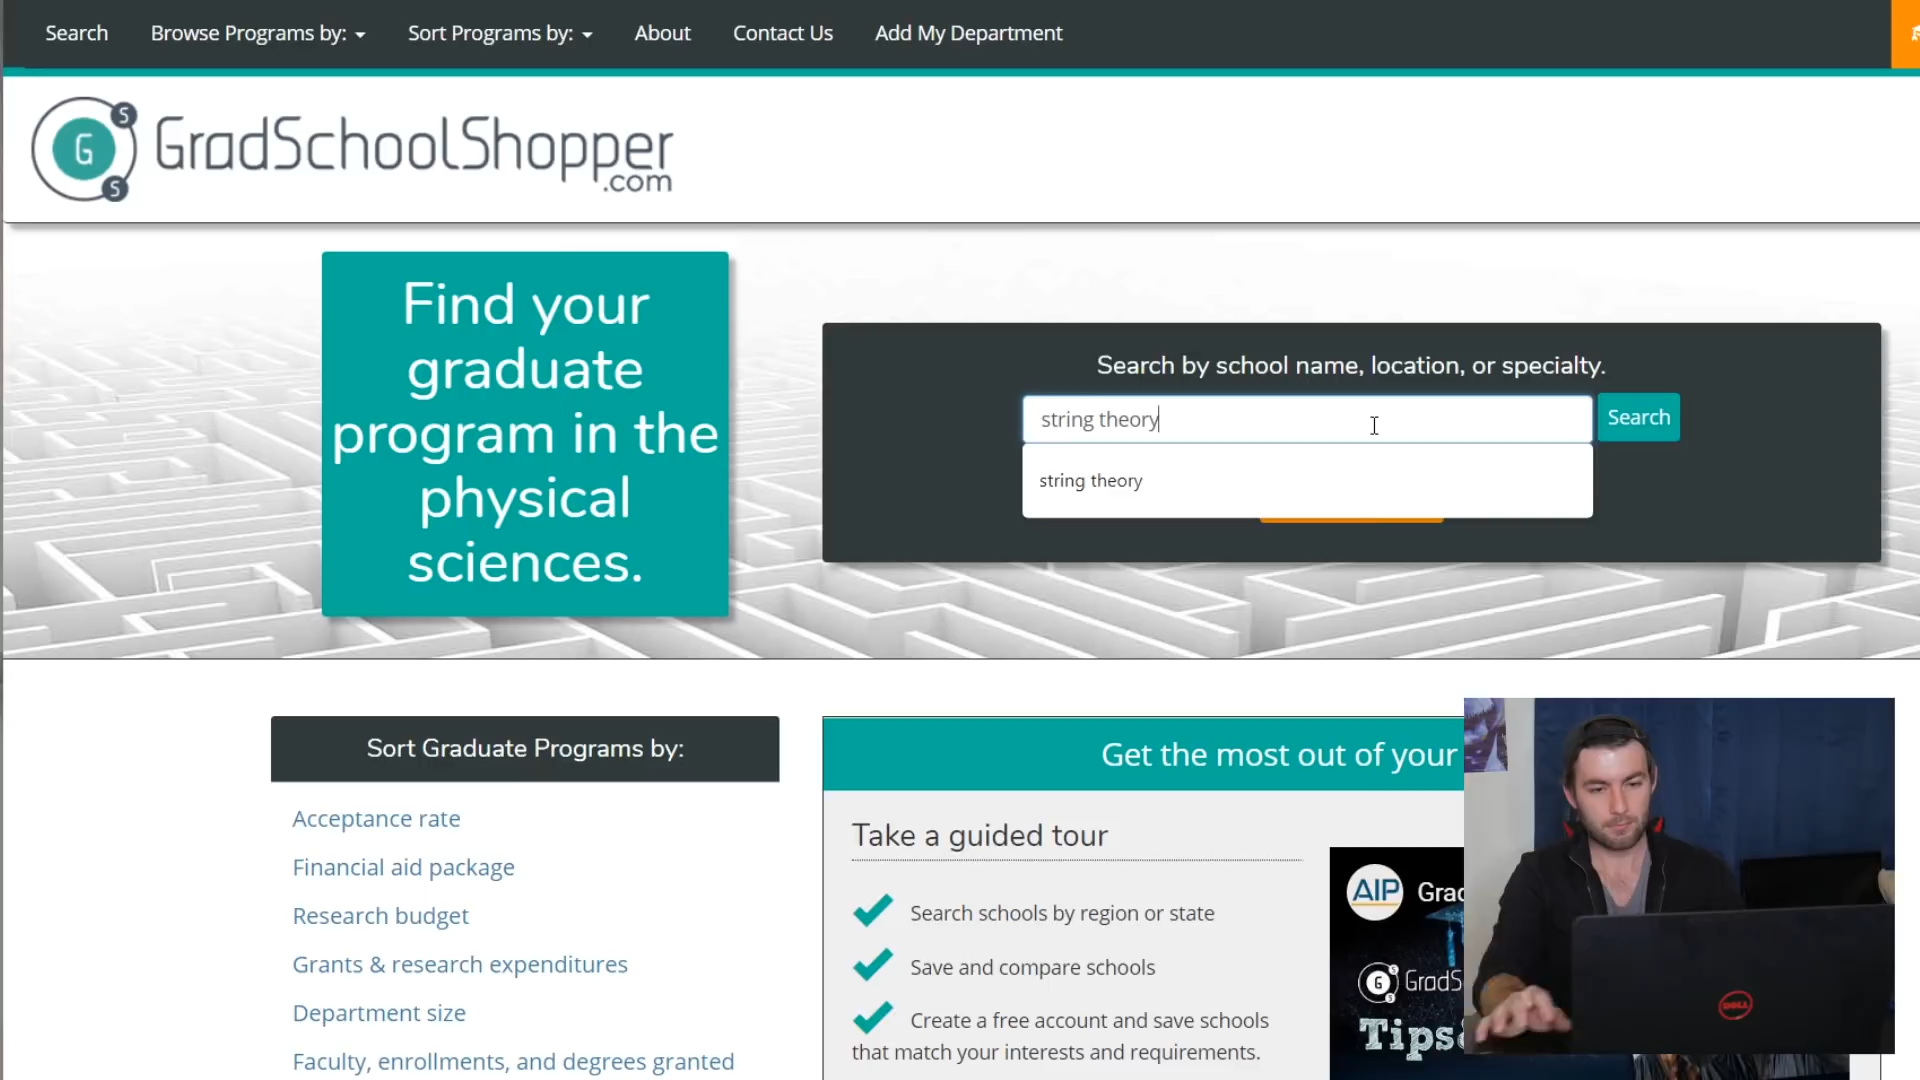 Search Browse Programs by: Sort Programs by: About Contact Us Add My Department
G S S GradSchoolShopper
.com
Find your
graduate
program in the
physical
sciences.
Search by school name, location, or specialty.
string theory Search
string theory
Sort Graduate Programs by:
Acceptance rate
Financial aid package
Research budget
Grants & research expenditures
Department size
Faculty, enrollments, and degrees granted
Get the most out of your
Take a guided tour
Search schools by region or state
Save and compare schools
Create a free account and save schools
that match your interests and requirements.
AIP Grad
G S S GradS
Tips
DELL